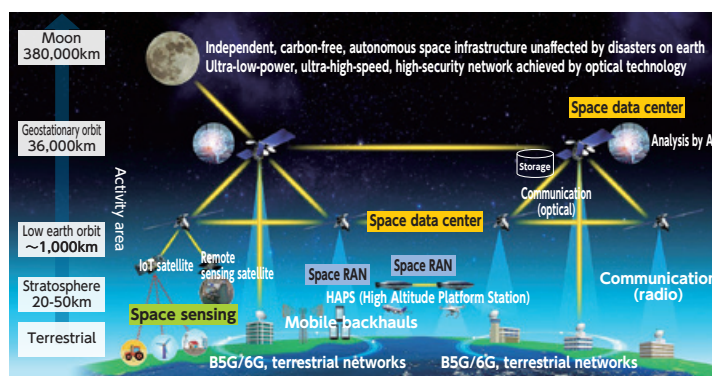 Moon
380,000km
Independent, carbon-free, autonomous space infrastructure unaffected by disasters on earth
Ultra-low-power, ultra-high-speed, high-security network achieved by optical technology
Space data center
Geostationary orbit
36,000km
Analysis by A
Storage
Activity area
Communication
(optical)
Space data center
Low earth orbit
～1,000km
IoT satellite
Remote
sensing satellite
Space RAN
Space RAN
Communication
(radio)
Stratosphere
20-50km
HAPS (High Altitude Platform Station)
Space sensing
Mobile backhauls
Terrestrial
B5G/6G, terrestrial networks
B5G/6G, terrestrial networks